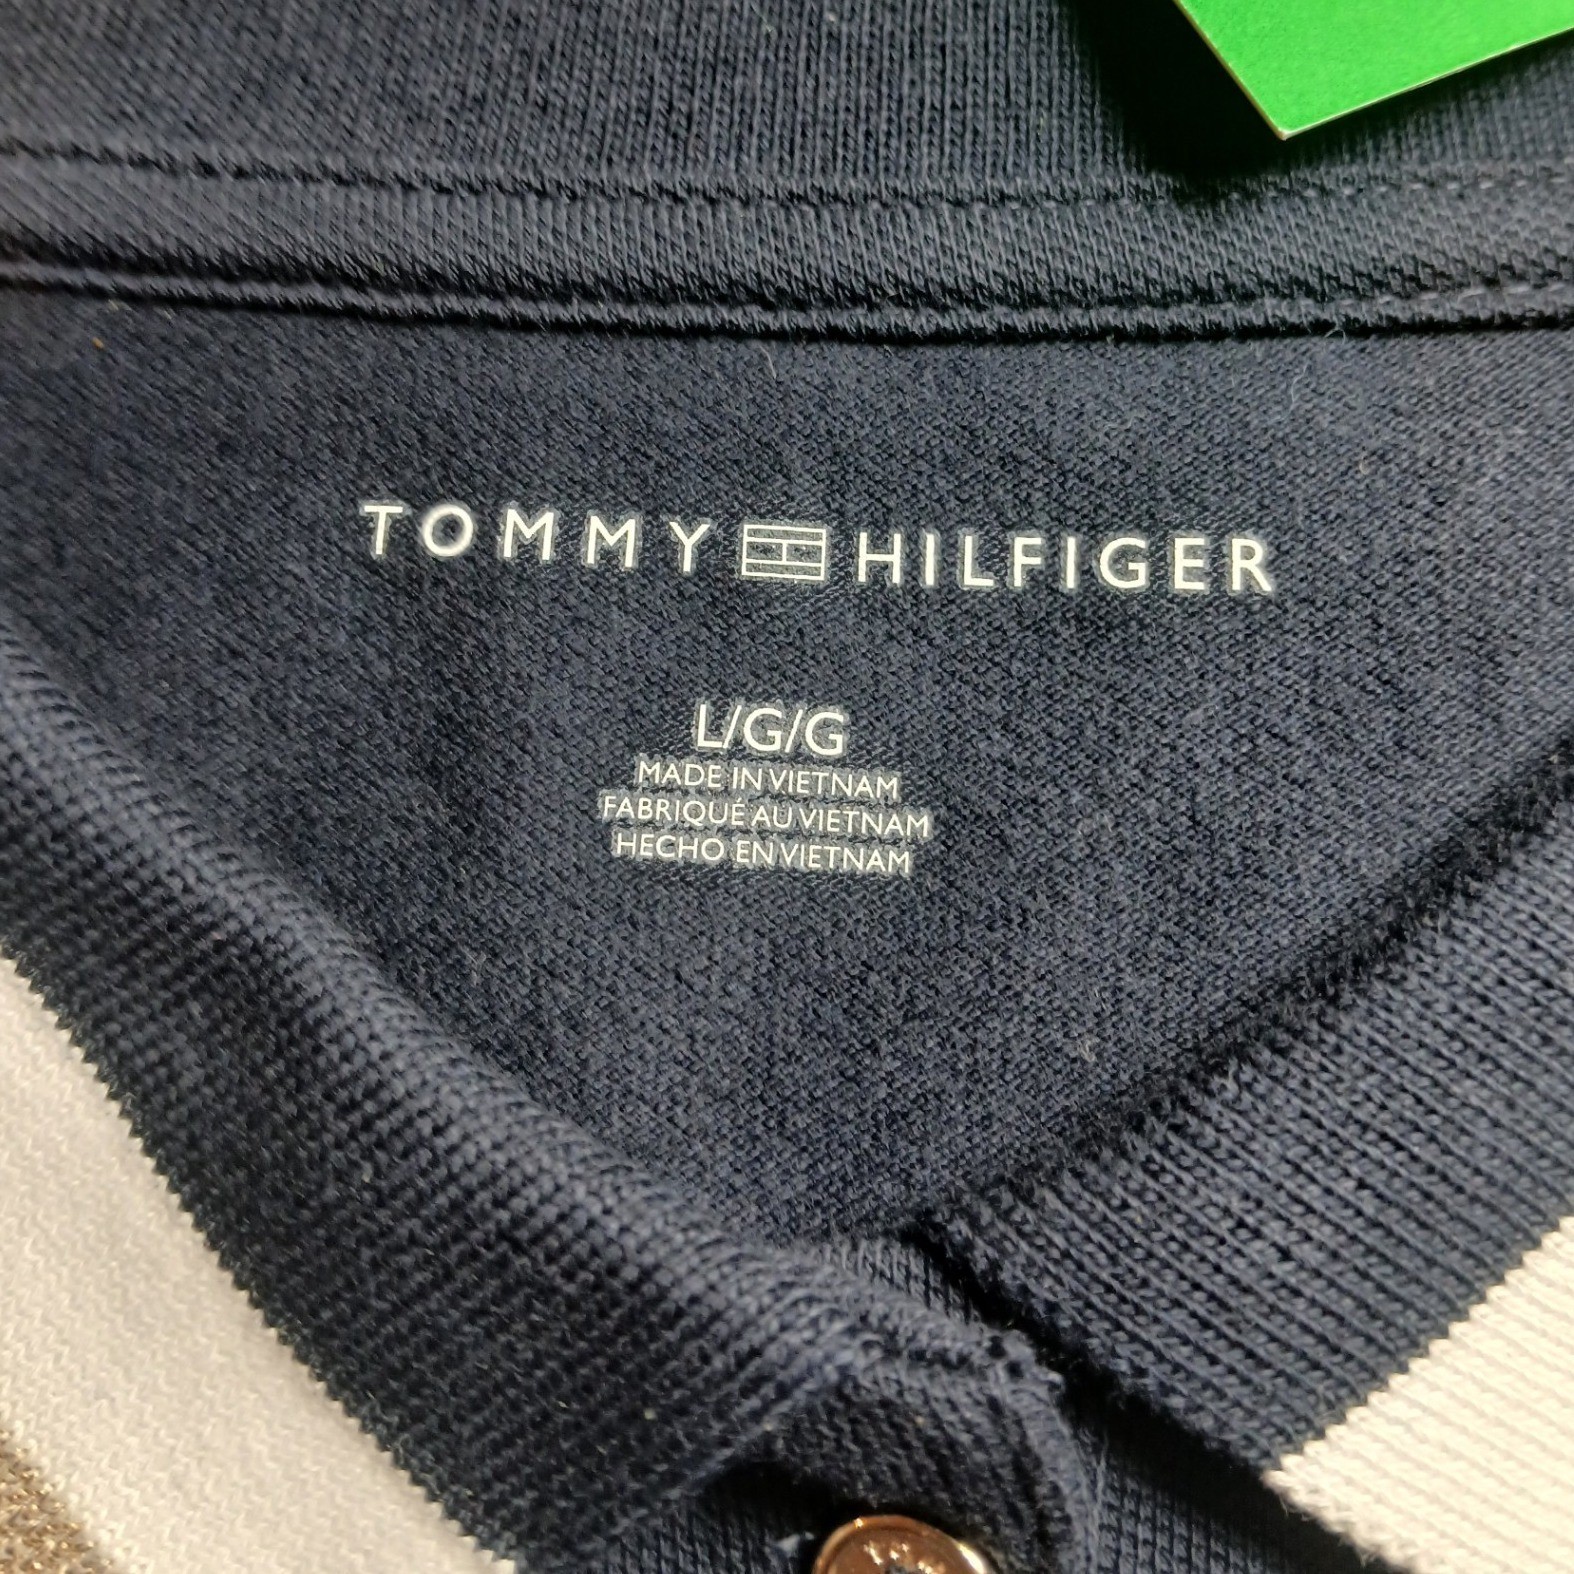 TOMMY HILFIGER
L/G/G
MADE IN VIETNAM
FABRIQUÉ AU VIETNAM
HECHO EN VIETNAM